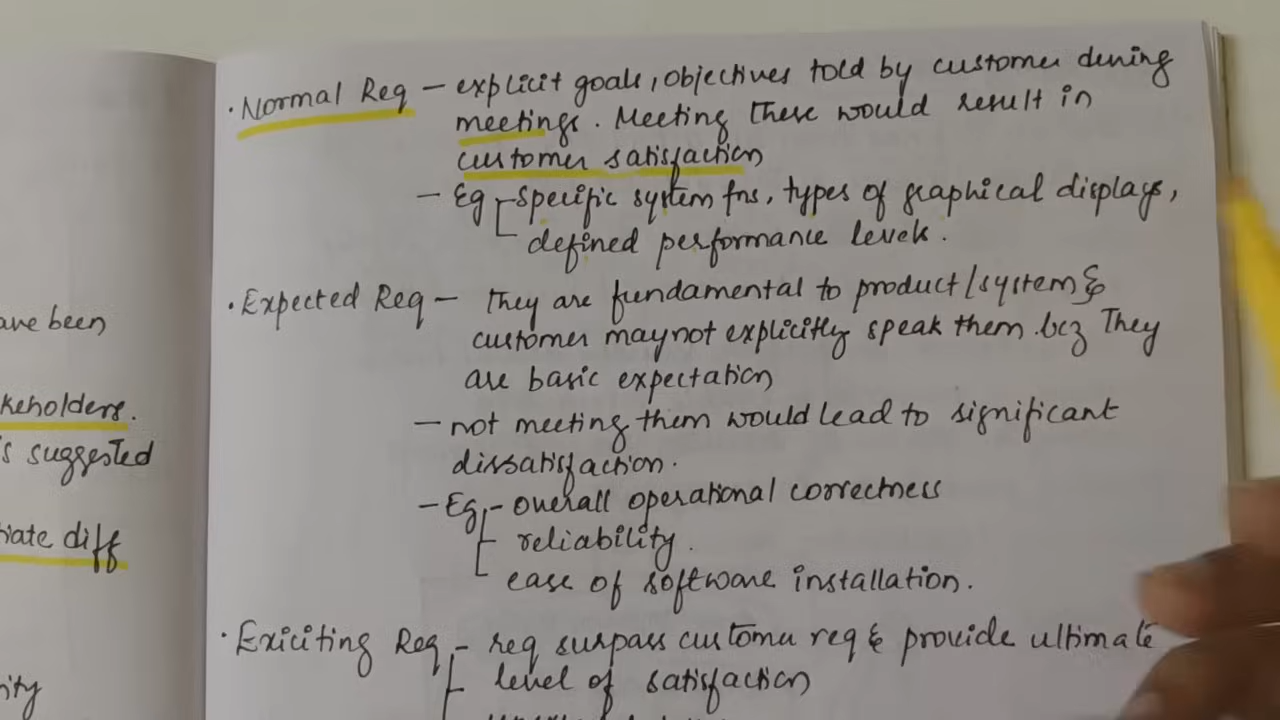 ave been
keholders.
s suggested
iate diff
ity
· Normal Req – explicit goals, objectives told by customer during
meetings. Meeting these would result in
customer satisfaction
– Eg – specific system fns, types of graphical displays,
defined performance levels.
· Expected Req – They are fundamental to product/system &
customer may not explicitly speak them. bcz They
are basic expectation
– not meeting them would lead to significant
dissatisfaction.
– Eg – overall operational correctness
– reliability.
ease of software installation.
· Exiciting Req – req surpass customer req & provide ultimate
– level of satisfaction